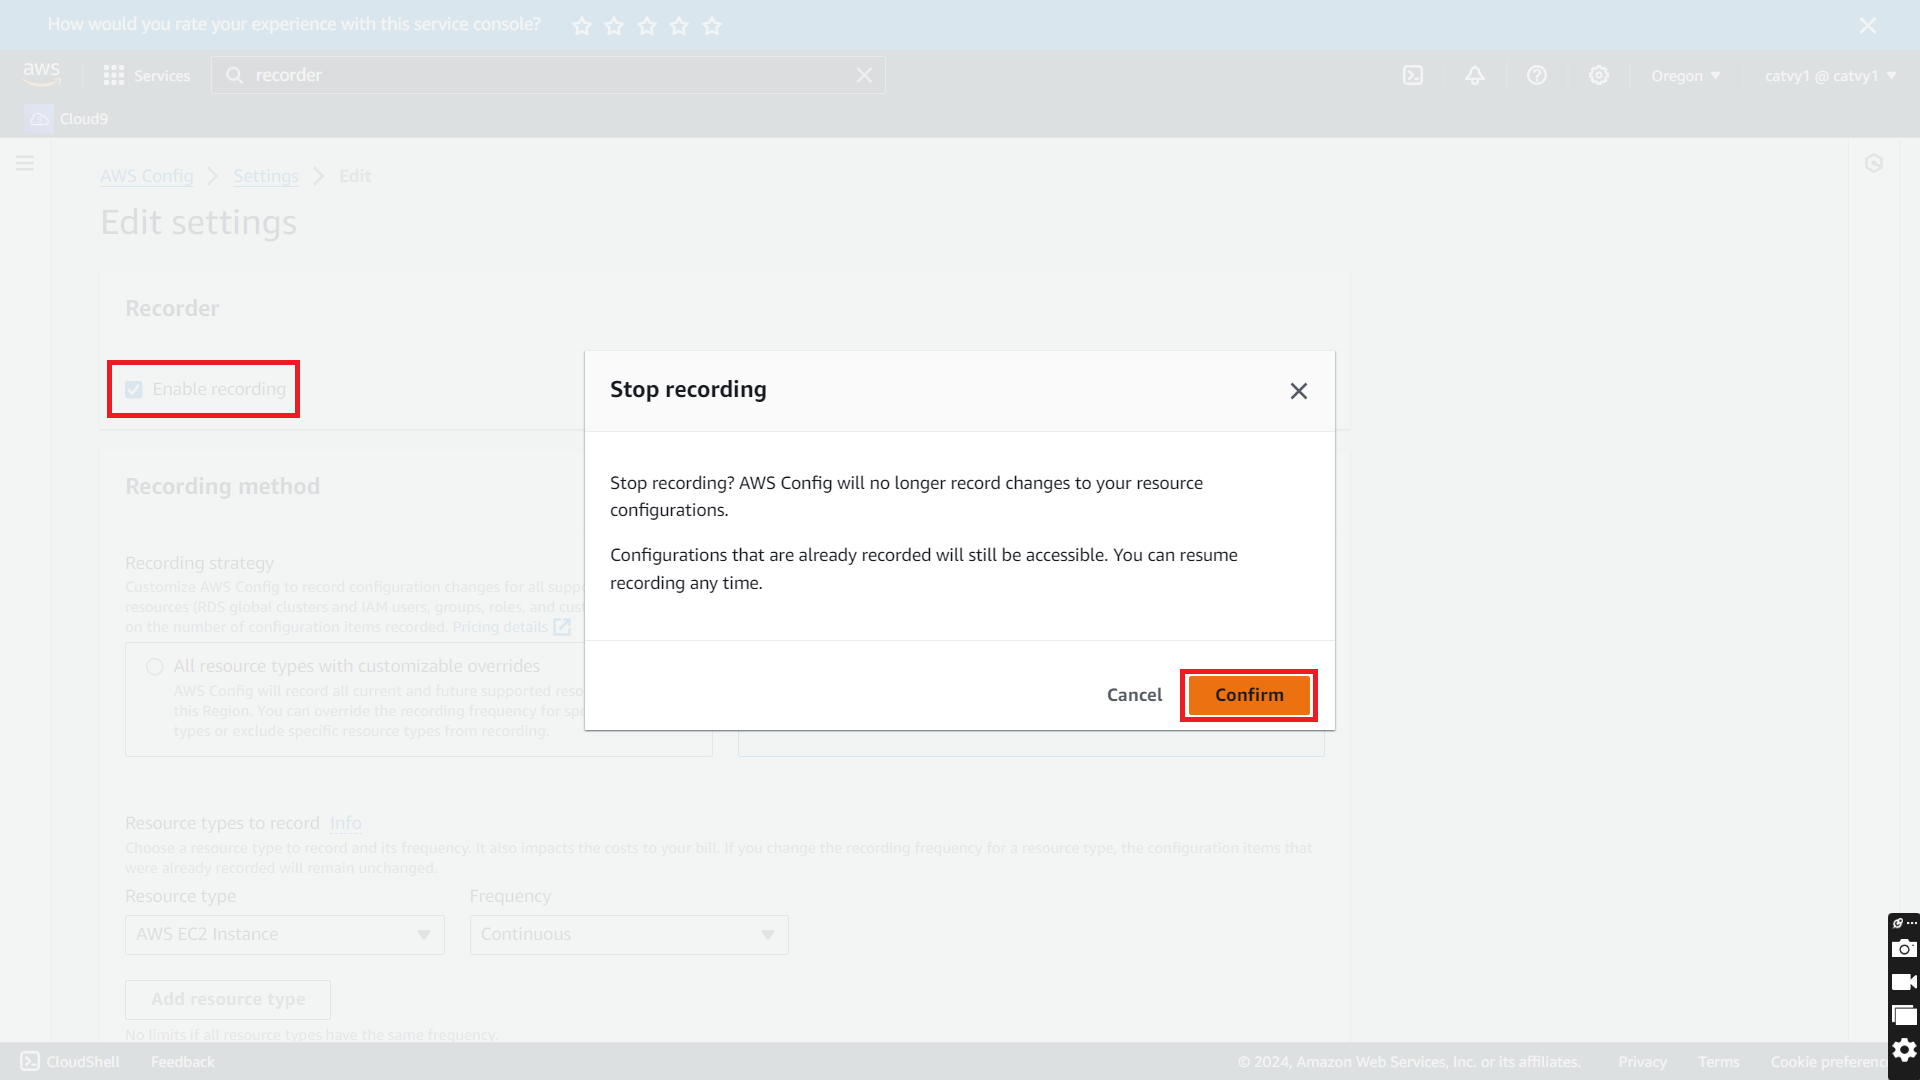 How would you rate your experience with this service console?
aws
Services
recorder
Oregon
catvy1 @ catvy1
Cloud9
AWS Config
Settings
Edit
Edit settings
Recorder
Enable recording
Stop recording
Stop recording? AWS Config will no longer record changes to your resource
configurations.
Configurations that are already recorded will still be accessible. You can resume
recording any time.
Cancel
Confirm
Recording method
Recording strategy
Customize AWS Config to record configuration changes for all supp
resources (RDS global clusters and IAM users, groups, roles, and cust
on the number of configuration items recorded. Pricing details
All resource types with customizable overrides
AWS Config will record all current and future supported reso
this Region. You can override the recording frequency for spe
types or exclude specific resource types from recording.
Resource types to record Info
Choose a resource type to record and its frequency. It also impacts the costs to your bill. If you change the recording frequency for a resource type, the configuration items that
were already recorded will remain unchanged.
Resource type
Frequency
AWS EC2 Instance
Continuous
Add resource type
No limits if all resource types have the same frequency.
CloudShell
Feedback
© 2024, Amazon Web Services, Inc. or its affiliates.
Privacy
Terms
Cookie preferenc